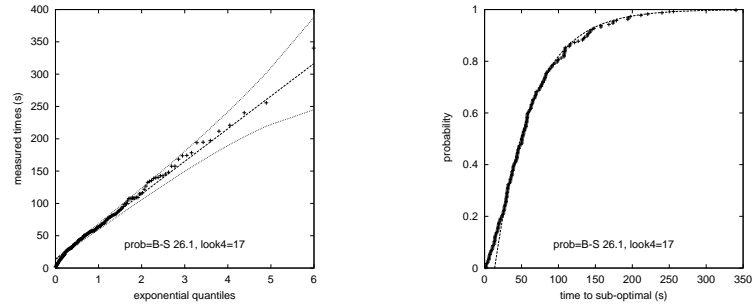 400
350
300
250
200
150
100
50
0
measured times (s)
prob=B-S 26.1, look4=17
0 1 2 3 4 5 6
exponential quantiles
1
0.8
0.6
0.4
0.2
0
probability
prob=B-S 26.1, look4=17
0 50 100 150 200 250 300 350
time to sub-optimal (s)